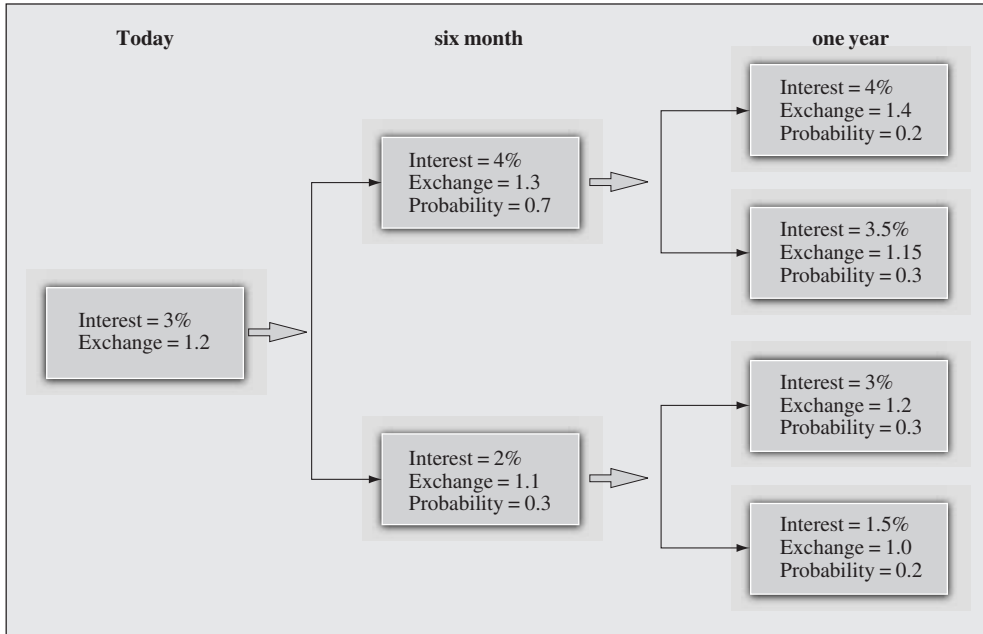 Today
six month
one year
Interest = 4%
Exchange = 1.4
Probability = 0.2
Interest = 4%
Exchange = 1.3
Probability = 0.7
Interest = 3.5%
Exchange = 1.15
Probability = 0.3
Interest = 3%
Exchange = 1.2
Interest = 3%
Exchange = 1.2
Probability = 0.3
Interest = 2%
Exchange = 1.1
Probability = 0.3
Interest = 1.5%
Exchange = 1.0
Probability = 0.2